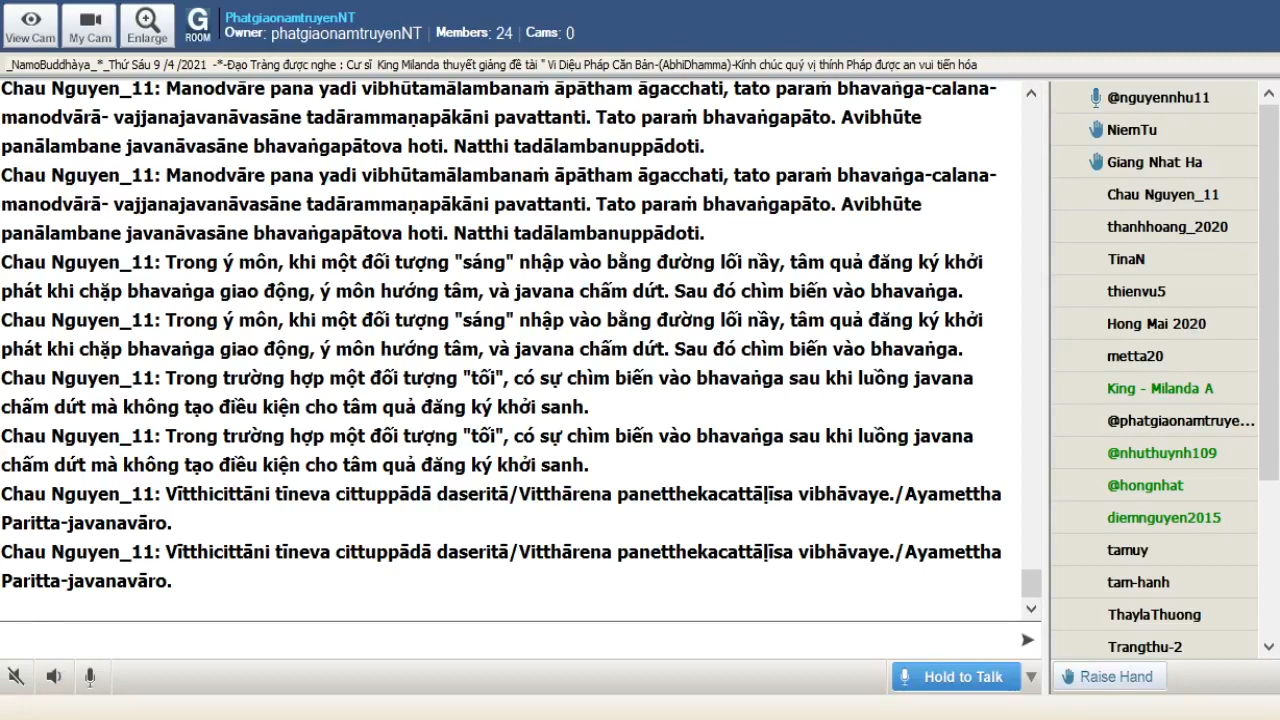 View Cam
My Cam
Enlarge
G
ROOM
PhatgiaonamtruyenNT
Owner: phatgiaonamtruyenNT | Members: 24 | Cams: 0
_NamoBuddhàya_*_Thứ Sáu 9 /4 /2021 -*-Đạo Tràng được nghe : Cư sĩ King Milanda thuyết giảng đề tài " Vi Diệu Pháp Căn Bản-(AbhiDhamma)-Kính chúc quý vị thính Pháp được an vui tiến hóa
Chau Nguyen_11: Manodvāre pana yadi vibhūtamālambanaṁ āpātham āgacchati, tato paraṁ bhavaṅga-calana-
manodvārā- vajjanajavanāvasāne tadārammaṇapākāni pavattanti. Tato paraṁ bhavaṅgapāto. Avibhūte
panālambane javanāvasāne bhavaṅgapātova hoti. Natthi tadālambanuppādoti.
Chau Nguyen_11: Manodvāre pana yadi vibhūtamālambanaṁ āpātham āgacchati, tato paraṁ bhavaṅga-calana-
manodvārā- vajjanajavanāvasāne tadārammaṇapākāni pavattanti. Tato paraṁ bhavaṅgapāto. Avibhūte
panālambane javanāvasāne bhavaṅgapātova hoti. Natthi tadālambanuppādoti.
Chau Nguyen_11: Trong ý môn, khi một đối tượng "sáng" nhập vào bằng đường lối nầy, tâm quả đăng ký khởi
phát khi chặp bhavaṅga giao động, ý môn hướng tâm, và javana chấm dứt. Sau đó chìm biến vào bhavaṅga.
Chau Nguyen_11: Trong ý môn, khi một đối tượng "sáng" nhập vào bằng đường lối nầy, tâm quả đăng ký khởi
phát khi chặp bhavaṅga giao động, ý môn hướng tâm, và javana chấm dứt. Sau đó chìm biến vào bhavaṅga.
Chau Nguyen_11: Trong trường hợp một đối tượng "tối", có sự chìm biến vào bhavaṅga sau khi luồng javana
chấm dứt mà không tạo điều kiện cho tâm quả đăng ký khởi sanh.
Chau Nguyen_11: Trong trường hợp một đối tượng "tối", có sự chìm biến vào bhavaṅga sau khi luồng javana
chấm dứt mà không tạo điều kiện cho tâm quả đăng ký khởi sanh.
Chau Nguyen_11: Vītthicittāni tīneva cittuppādā daseritā/Vitthārena panetthekacattāḷīsa vibhāvaye./Ayamettha
Paritta-javanavāro.
Chau Nguyen_11: Vītthicittāni tīneva cittuppādā daseritā/Vitthārena panetthekacattāḷīsa vibhāvaye./Ayamettha
Paritta-javanavāro.
@nguyennhu11
NiemTu
Giang Nhat Ha
Chau Nguyen_11
thanhhoang_2020
TinaN
thienvu5
Hong Mai 2020
metta20
King - Milanda A
@phatgiaonamtruye...
@nhuthuynh109
@hongnhat
diemnguyen2015
tamuy
tam-hanh
ThaylaThuong
Trangthu-2
Hold to Talk
Raise Hand